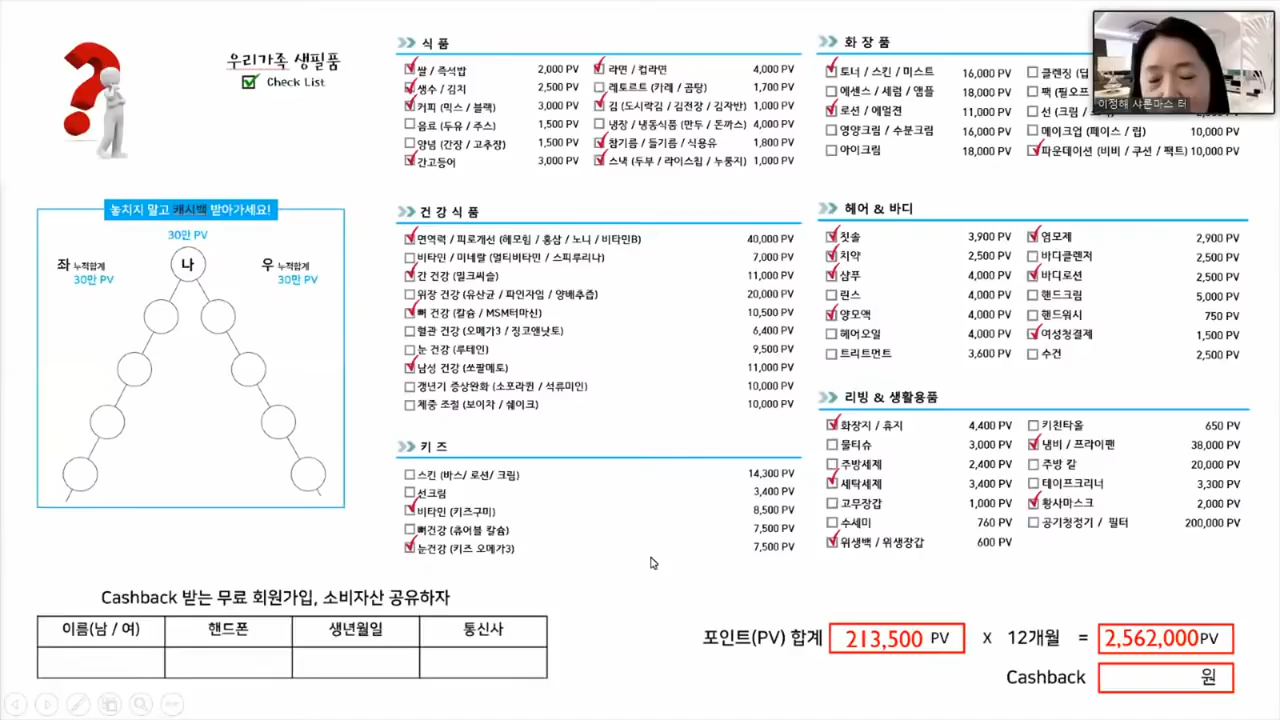 우리가족 생필품
Check List
놓치지 말고 캐시백 받아가세요!
30만 PV
좌 누적합계
30만 PV
나
우 누적합계
30만 PV
식 품
쌀 / 즉석밥 2,000 PV
생수 / 김치 2,500 PV
커피 (믹스 / 블랙) 3,000 PV
음료 (두유 / 주스) 1,500 PV
양념 (간장 / 고추장) 1,500 PV
간고등어 3,000 PV
라면 / 컵라면 4,000 PV
레토르트 (카레 / 곰탕) 1,700 PV
김 (도시락김 / 김전장 / 김자반) 1,000 PV
냉장 / 냉동식품 (만두 / 돈까스) 4,000 PV
참기름 / 들기름 / 식용유 1,800 PV
스낵 (두부 / 라이스칩 / 누룽지) 1,000 PV
건 강 식 품
면역력 / 피로개선 (헤모힘 / 홍삼 / 노니 / 비타민B) 40,000 PV
비타민 / 미네랄 (멀티비타민 / 스피루리나) 7,000 PV
간 건강 (밀크씨슬) 11,000 PV
위장 건강 (유산균 / 파인자임 / 양배추즙) 20,000 PV
뼈 건강 (칼슘 / MSM터마신) 10,500 PV
혈관 건강 (오메가3 / 징코앤낫토) 6,400 PV
눈 건강 (루테인) 9,500 PV
남성 건강 (쏘팔메토) 11,000 PV
갱년기 증상완화 (소포라퀸 / 석류미인) 10,000 PV
체중 조절 (보이차 / 쉐이크) 10,000 PV
키 즈
스킨 (바스/ 로션/ 크림) 14,300 PV
선크림 3,400 PV
비타민 (키즈구미) 8,500 PV
뼈건강 (츄어블 칼슘) 7,500 PV
눈건강 (키즈 오메가3) 7,500 PV
화 장 품
토너 / 스킨 / 미스트 16,000 PV
에센스 / 세럼 / 앰플 18,000 PV
로션 / 에멀젼 11,000 PV
영양크림 / 수분크림 16,000 PV
아이크림 18,000 PV
클렌징 (딥
팩 (필오프
선 (크림 /
메이크업 (페이스 / 립) 10,000 PV
파운데이션 (비비 / 쿠션 / 팩트) 10,000 PV
이정해 샤론마스 터
헤어 & 바디
칫솔 3,900 PV
치약 2,500 PV
샴푸 4,000 PV
린스 4,000 PV
양모액 4,000 PV
헤어오일 4,000 PV
트리트먼트 3,600 PV
염모제 2,900 PV
바디클렌저 2,500 PV
바디로션 2,500 PV
핸드크림 5,000 PV
핸드워시 750 PV
여성청결제 1,500 PV
수건 2,500 PV
리빙 & 생활용품
화장지 / 휴지 4,400 PV
물티슈 3,000 PV
주방세제 2,400 PV
세탁세제 3,400 PV
고무장갑 1,000 PV
수세미 760 PV
위생백 / 위생장갑 600 PV
키친타올 650 PV
냄비 / 프라이팬 38,000 PV
주방 칼 20,000 PV
테이프크리너 3,300 PV
황사마스크 2,000 PV
공기청정기 / 필터 200,000 PV
Cashback 받는 무료 회원가입, 소비자산 공유하자
이름(남 / 여) 핸드폰 생년월일 통신사
포인트(PV) 합계 213,500 PV x 12개월 = 2,562,000PV
Cashback 원